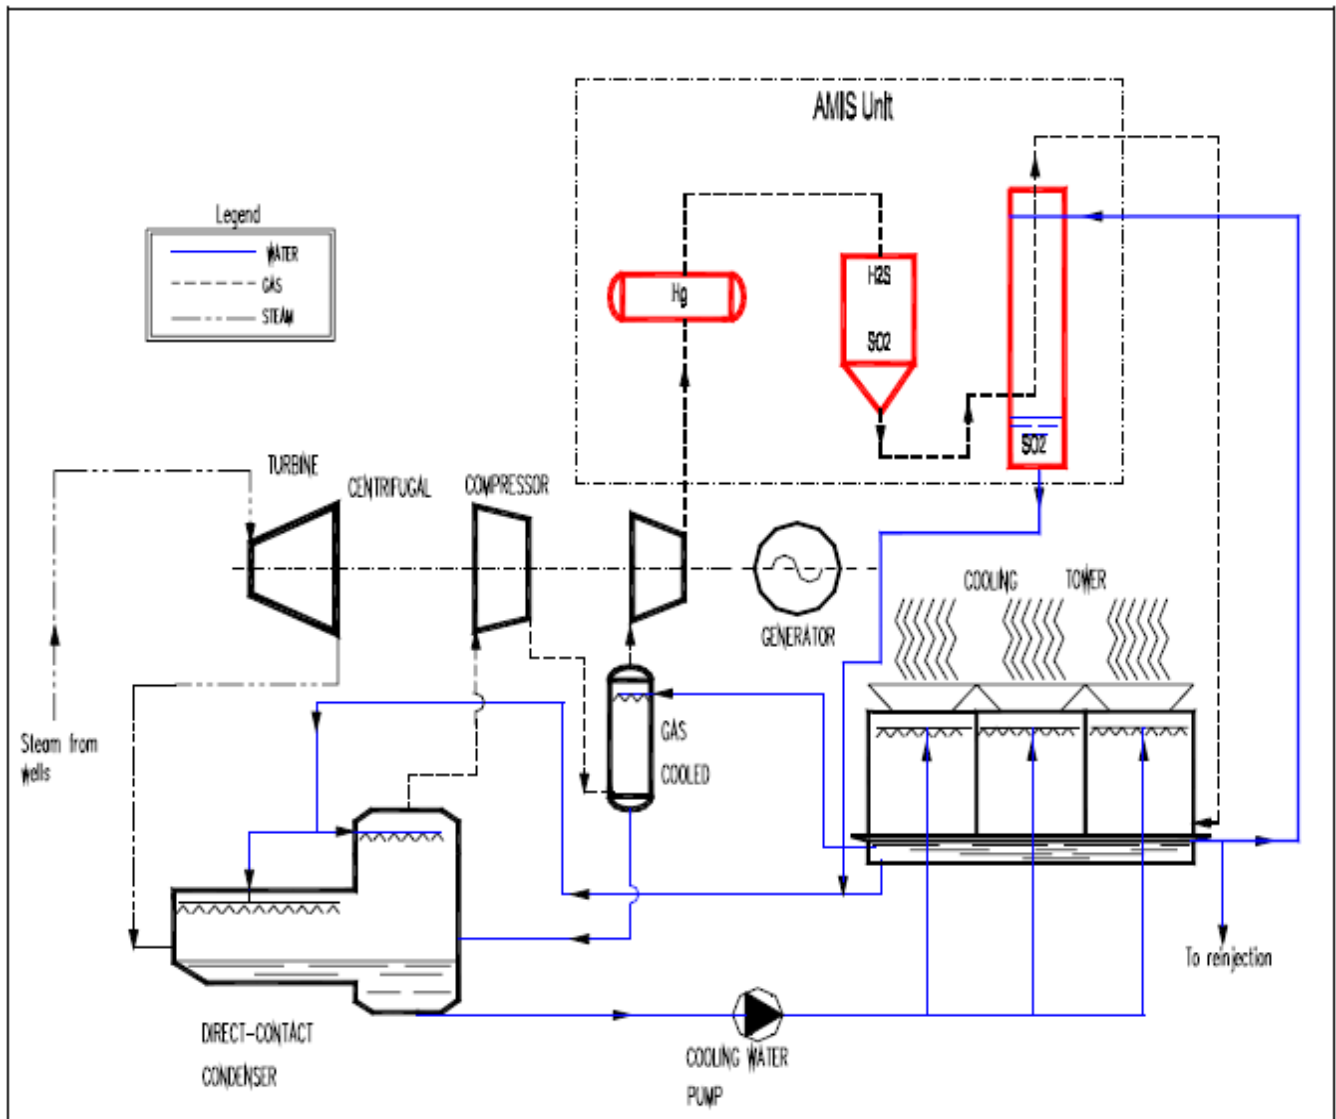 AMIS Unit
Legend
WATER
GAS
STEAM
Hg
H2S
SO2
SO2
TURBINE
CENTRIFUGAL
COMPRESSOR
GENERATOR
COOLING TOWER
Steam from
wells
GAS
COOLED
To reinjection
DIRECT-CONTACT
CONDENSER
COOLING WATER
PUMP